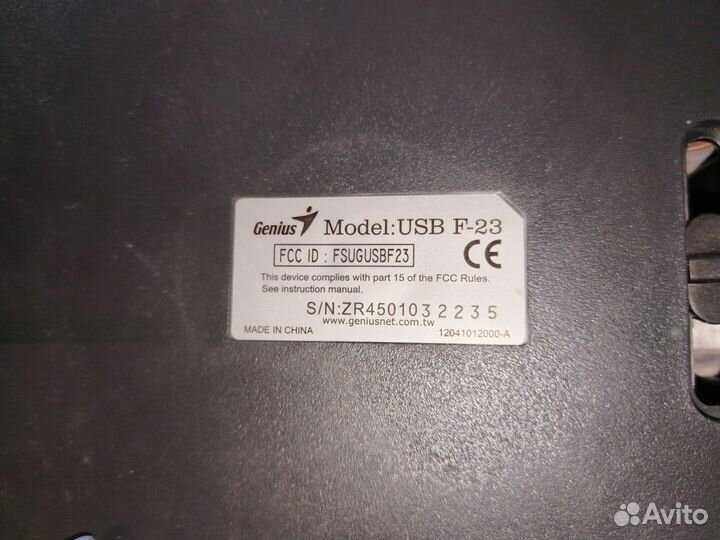 Genius Model:USB F-23
FCC ID : FSUGUSBF23 CE
This device complies with part 15 of the FCC Rules.
See instruction manual.
S/N:ZR4501032235
www.geniusnet.com.tw
MADE IN CHINA 12041012000-A
Avito